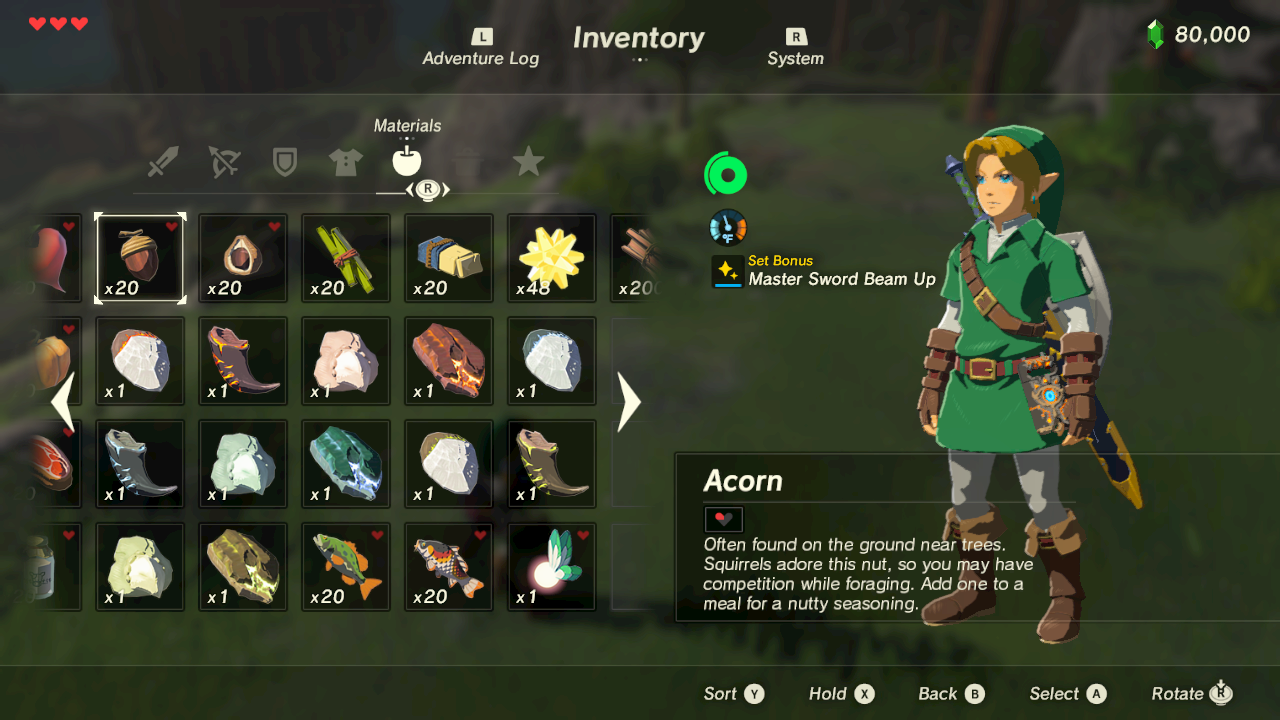 L
Inventory
R
80,000
Adventure Log
System
Materials
R
°F
Set Bonus
Master Sword Beam Up
x20
x20
x20
x20
x48
x200
x1
x1
x1
x1
x1
x1
x1
x1
x1
x1
x1
x1
x20
x20
x1
Acorn
Often found on the ground near trees.
Squirrels adore this nut, so you may have
competition while foraging. Add one to a
meal for a nutty seasoning.
Sort Y
Hold X
Back B
Select A
Rotate R